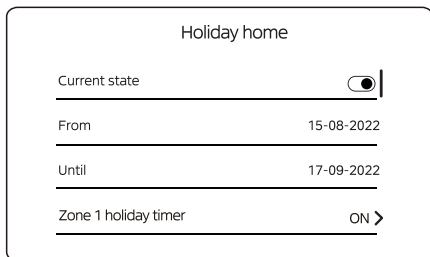 Holiday home
Current state
From 15-08-2022
Until 17-09-2022
Zone 1 holiday timer ON